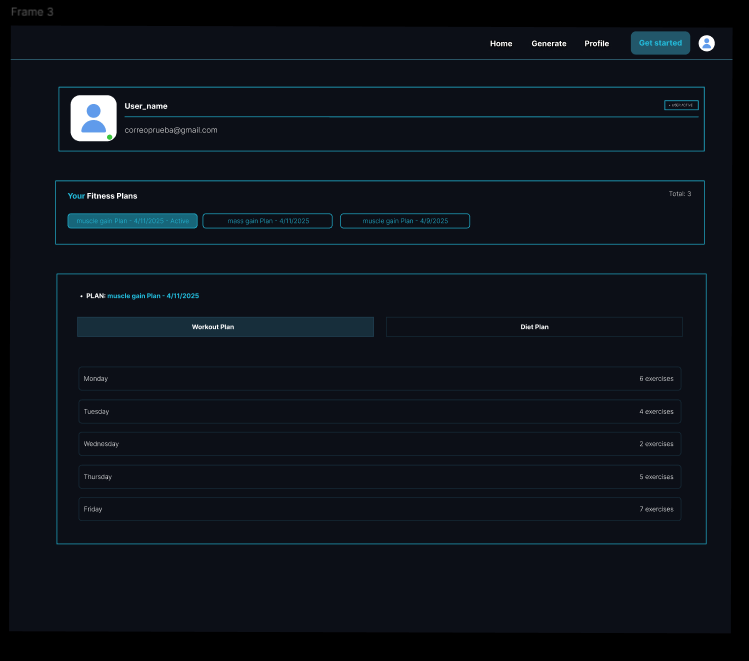 Frame 3
Home Generate Profile Get started
User_name
correoprueba@gmail.com
Your Fitness Plans Total: 3
muscle gain Plan - 4/11/2025 - Active mass gain Plan - 4/11/2025 muscle gain Plan - 4/9/2025
• PLAN: muscle gain Plan - 4/11/2025
Workout Plan Diet Plan
Monday 6 exercises
Tuesday 4 exercises
Wednesday 2 exercises
Thursday 5 exercises
Friday 7 exercises